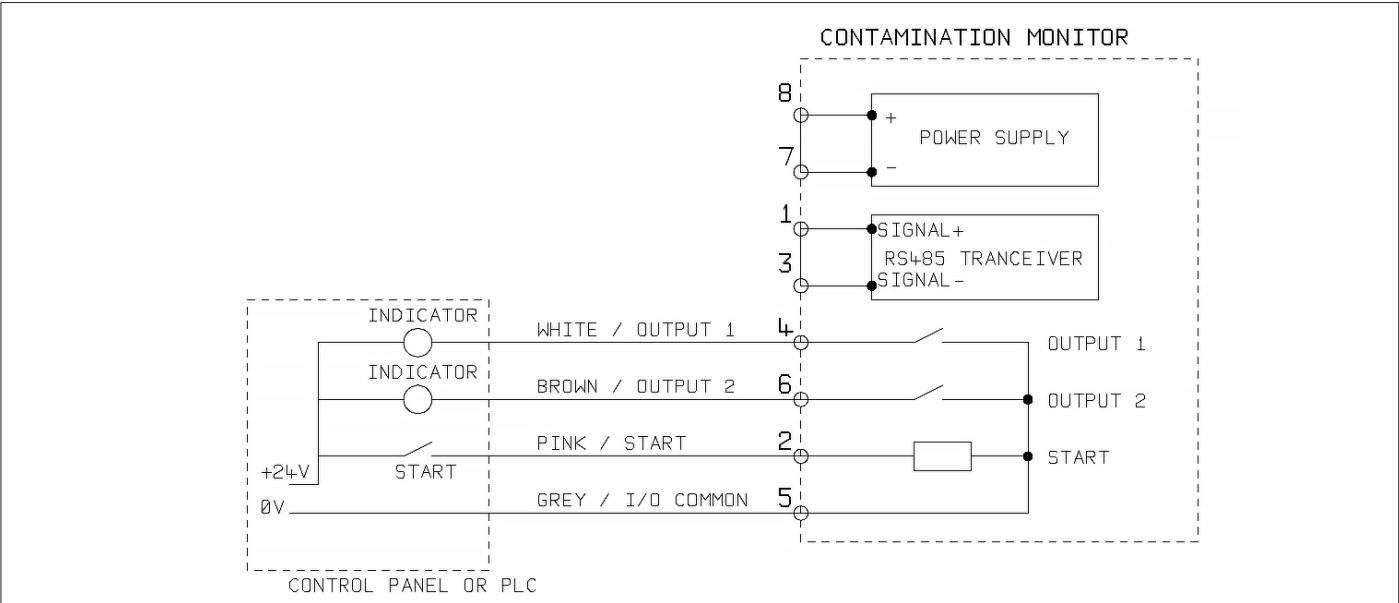 CONTAMINATION MONITOR
8
+
POWER SUPPLY
7
-
1
SIGNAL+
RS485 TRANCEIVER
3
SIGNAL-
INDICATOR
WHITE / OUTPUT 1
4
OUTPUT 1
INDICATOR
BROWN / OUTPUT 2
6
OUTPUT 2
PINK / START
2
START
START
+24V
GREY / I/O COMMON
5
0V
CONTROL PANEL OR PLC